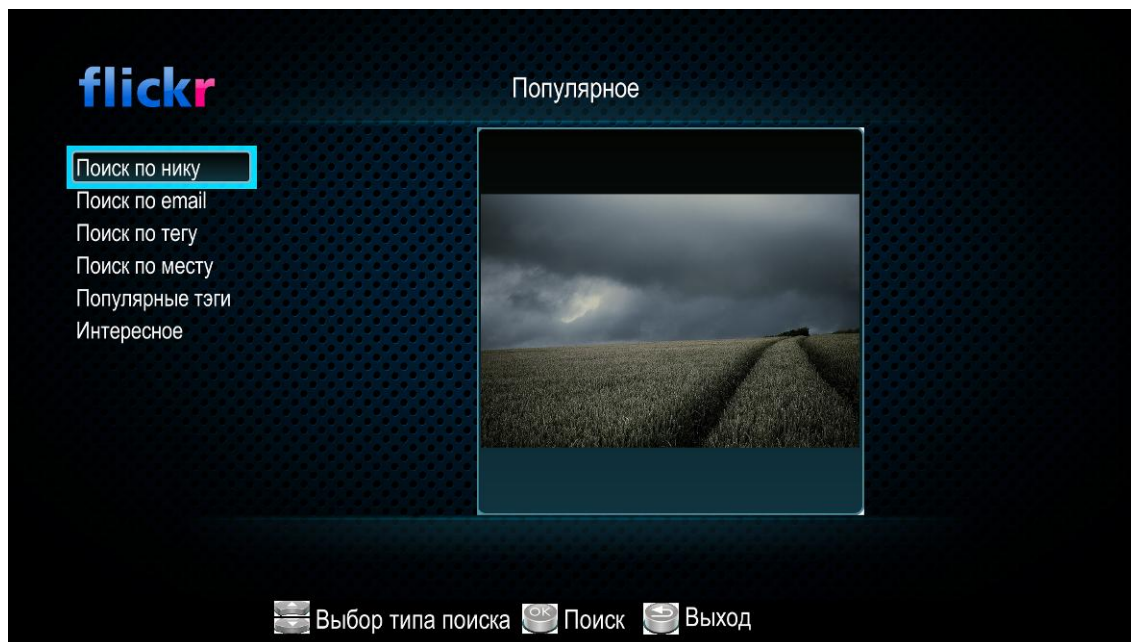 flickr
Популярное
Поиск по нику
Поиск по email
Поиск по тегу
Поиск по месту
Популярные тэги
Интересное
Выбор типа поиска OK Поиск Выход